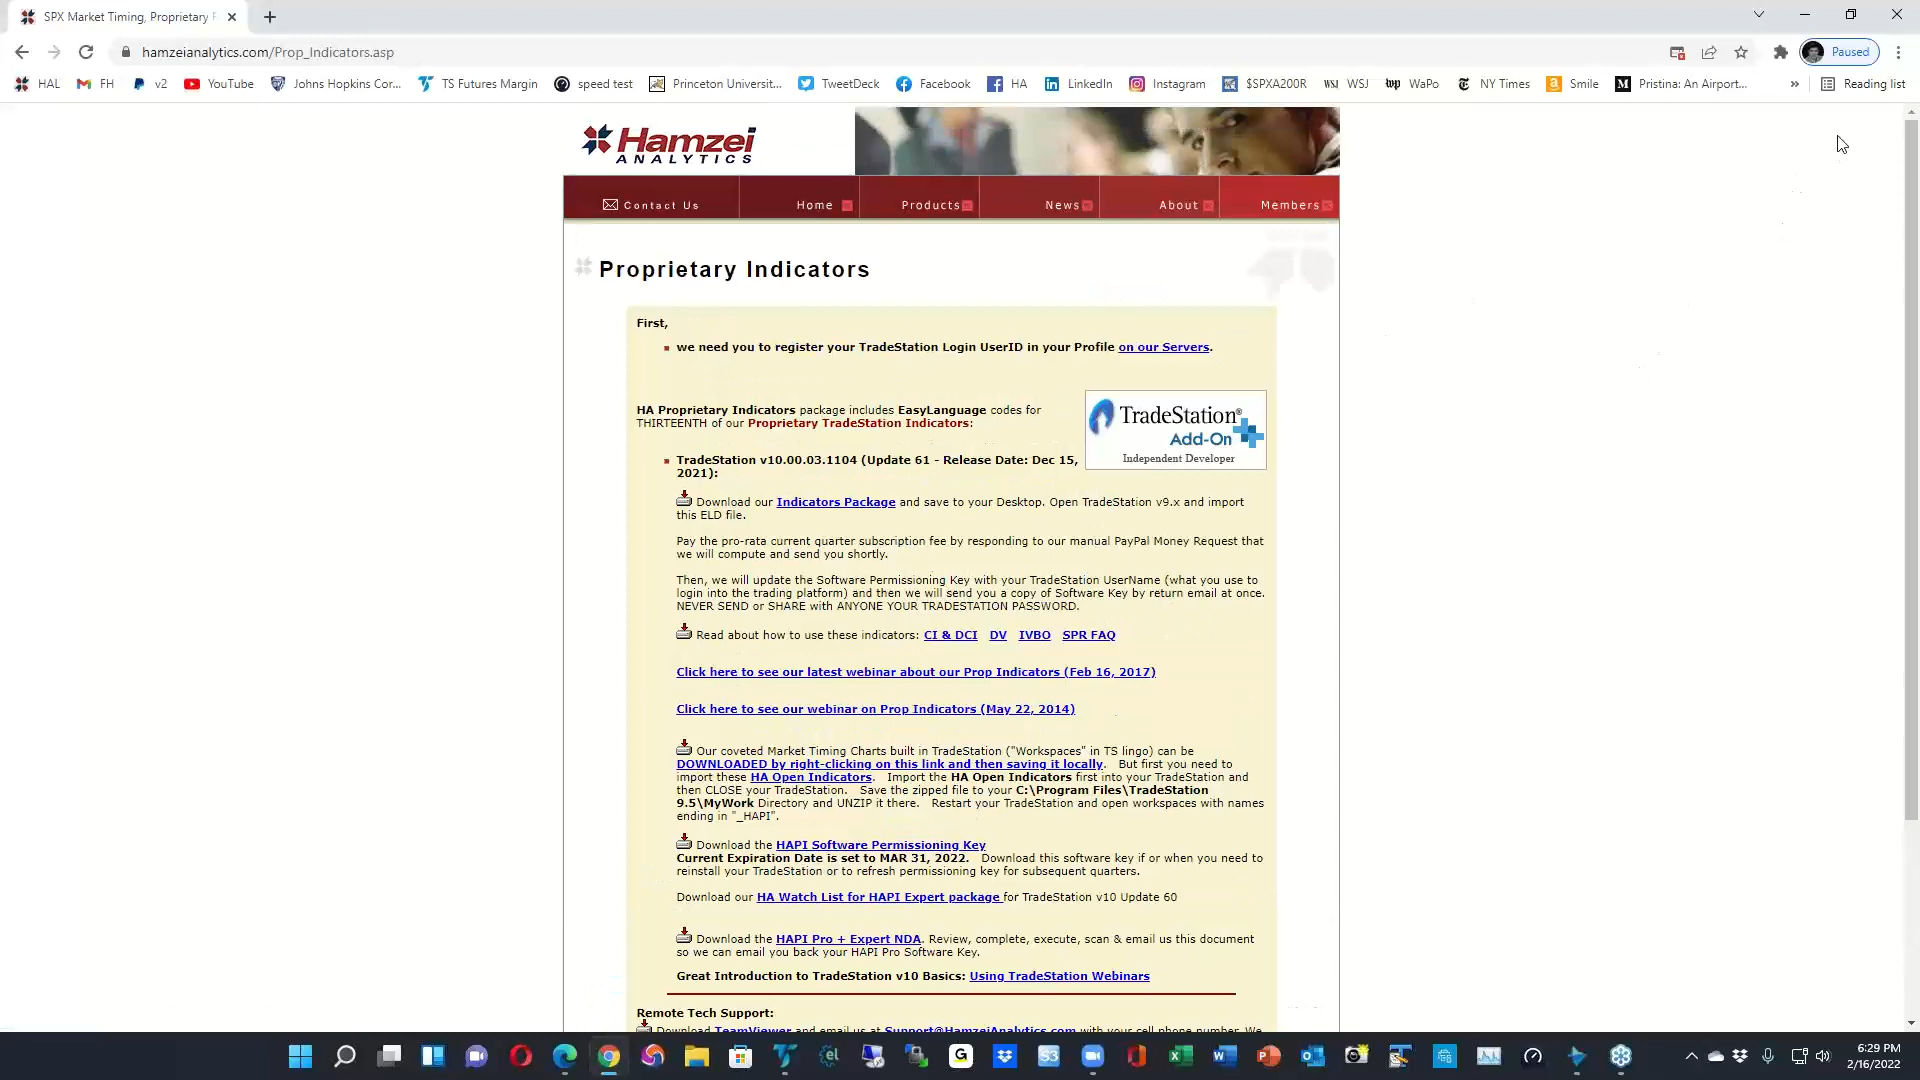 SPX Market Timing, Proprietary
hamzeianalytics.com/Prop_Indicators.asp
Paused
HAL
FH
v2
YouTube
Johns Hopkins Cor...
TS Futures Margin
speed test
Princeton Universit...
TweetDeck
Facebook
HA
LinkedIn
Instagram
$SPXA200R
WSJ WSJ
wp WaPo
NY Times
Smile
Pristina: An Airport...
»
Reading list
Hamzei
ANALYTICS
Contact Us
Home
Products
News
About
Members
Proprietary Indicators
First,
we need you to register your TradeStation Login UserID in your Profile on our Servers.
HA Proprietary Indicators package includes EasyLanguage codes for
THIRTEENTH of our Proprietary TradeStation Indicators:
TradeStation®
Add-On
Independent Developer
TradeStation v10.00.03.1104 (Update 61 - Release Date: Dec 15,
2021):
Download our Indicators Package and save to your Desktop. Open TradeStation v9.x and import
this ELD file.
Pay the pro-rata current quarter subscription fee by responding to our manual PayPal Money Request that
we will compute and send you shortly.
Then, we will update the Software Permissioning Key with your TradeStation UserName (what you use to
login into the trading platform) and then we will send you a copy of Software Key by return email at once.
NEVER SEND or SHARE with ANYONE YOUR TRADESTATION PASSWORD.
Read about how to use these indicators: CI & DCI DV IVBO SPR FAQ
Click here to see our latest webinar about our Prop Indicators (Feb 16, 2017)
Click here to see our webinar on Prop Indicators (May 22, 2014)
Our coveted Market Timing Charts built in TradeStation ("Workspaces" in TS lingo) can be
DOWNLOADED by right-clicking on this link and then saving it locally. But first you need to
import these HA Open Indicators. Import the HA Open Indicators first into your TradeStation and
then CLOSE your TradeStation. Save the zipped file to your C:\Program Files\TradeStation
9.5\MyWork Directory and UNZIP it there. Restart your TradeStation and open workspaces with names
ending in "_HAPI".
Download the HAPI Software Permissioning Key
Current Expiration Date is set to MAR 31, 2022. Download this software key if or when you need to
reinstall your TradeStation or to refresh permissioning key for subsequent quarters.
Download our HA Watch List for HAPI Expert package for TradeStation v10 Update 60
Download the HAPI Pro + Expert NDA. Review, complete, execute, scan & email us this document
so we can email you back your HAPI Pro Software Key.
Great Introduction to TradeStation v10 Basics: Using TradeStation Webinars
Remote Tech Support:
Download TeamViewer and email us at Support@HamzeiAnalytics.com with your cell phone number. We
6:29 PM
2/16/2022